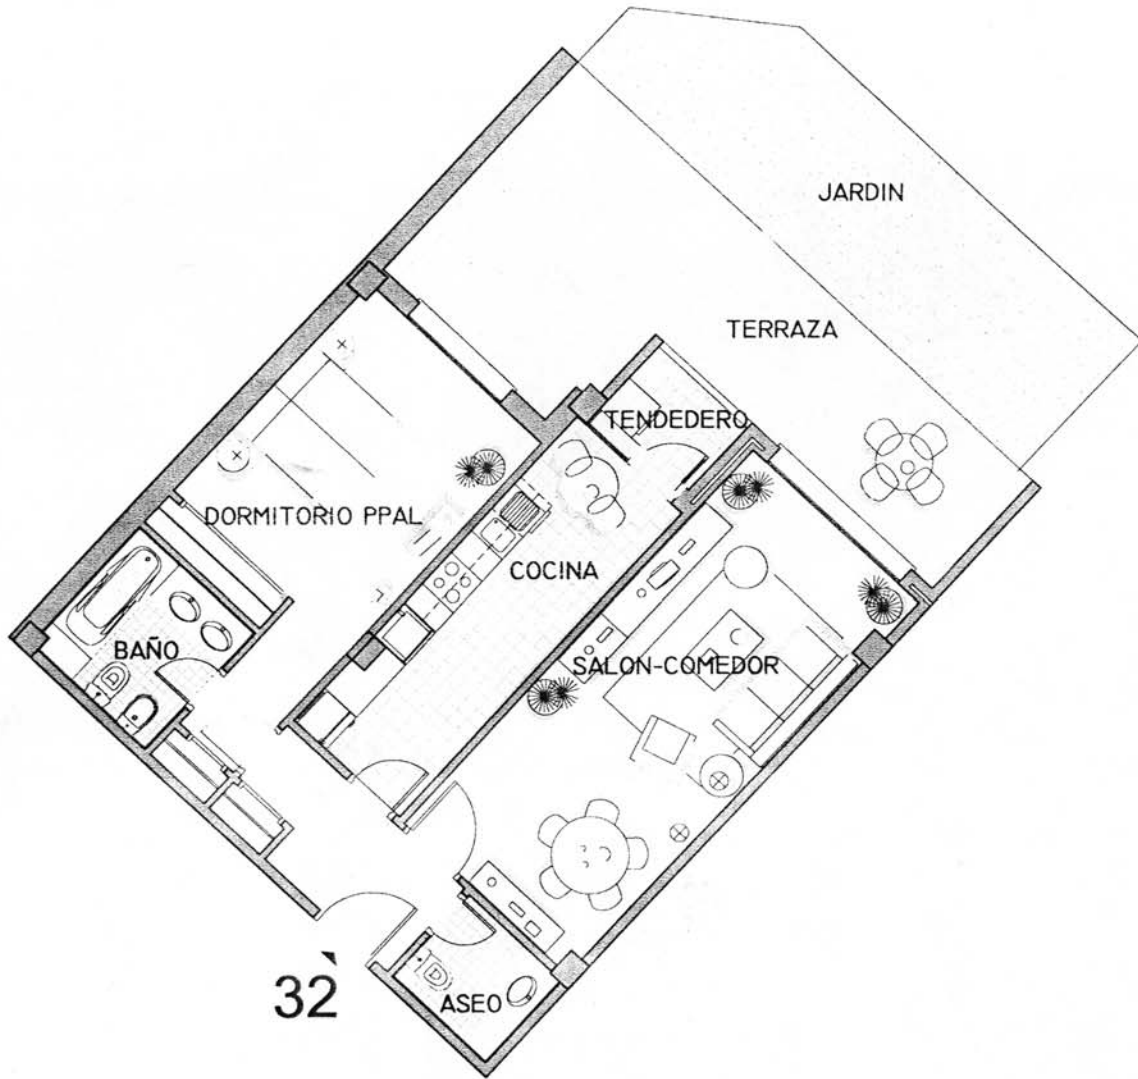 JARDIN
TERRAZA
TENDEDERO
DORMITORIO PPAL
COCINA
BAÑO
SALON-COMEDOR
32
ASEO